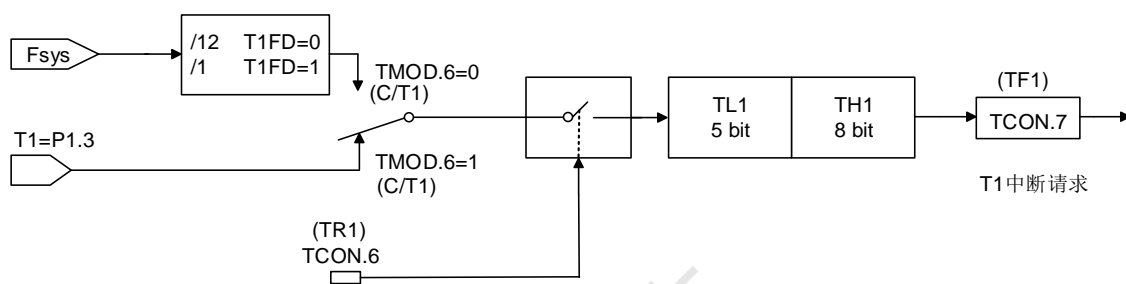 Fsys
/12 T1FD=0
/1 T1FD=1
TMOD.6=0
(C/T1)
T1=P1.3
TMOD.6=1
(C/T1)
(TR1)
TCON.6
TL1
5 bit
TH1
8 bit
(TF1)
TCON.7
T1中断请求